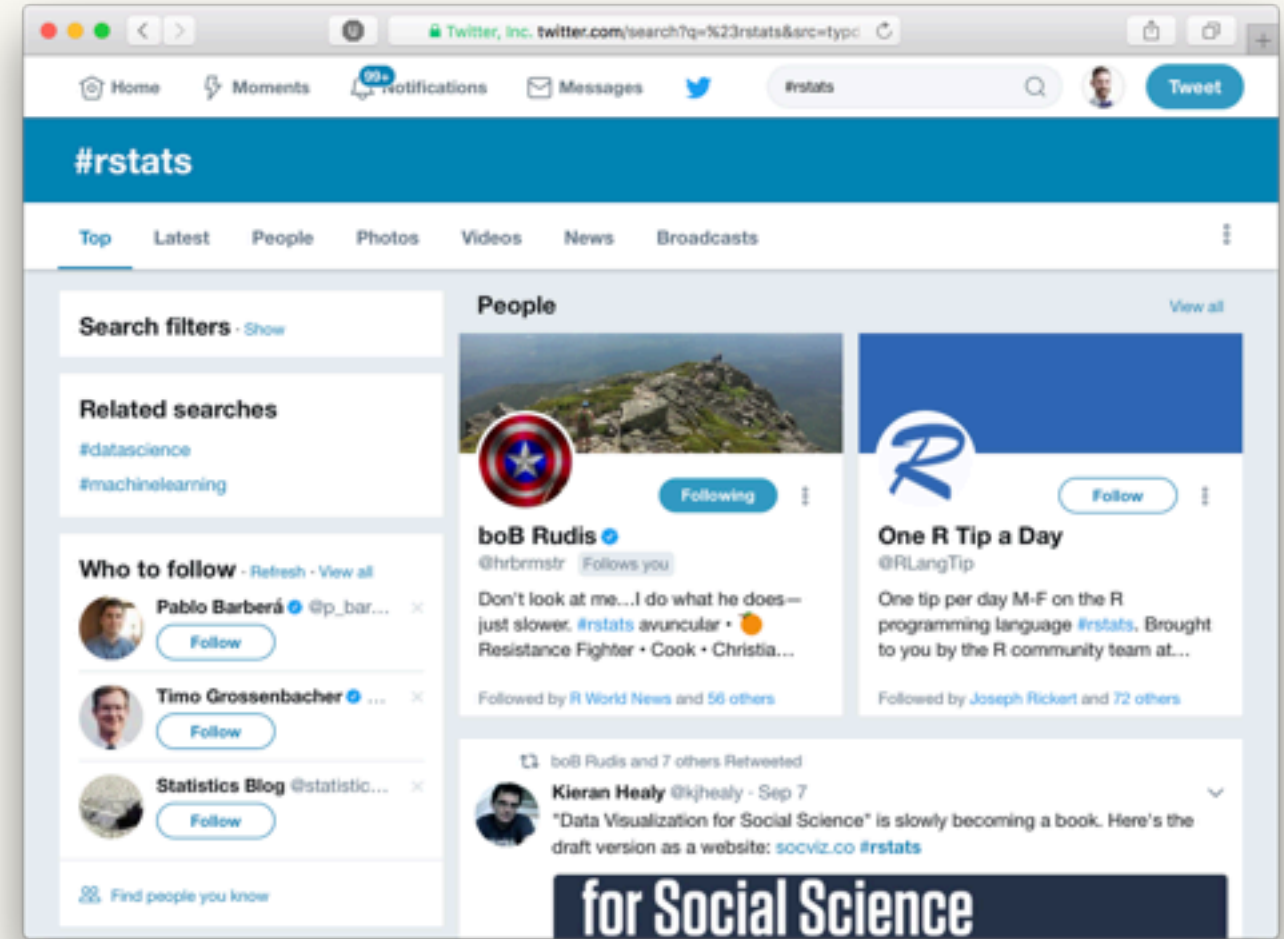 Twitter, Inc. twitter.com/search?q=%23rstats&src=typd
Home
Moments
99+
Notifications
Messages
#rstats
Tweet
#rstats
Top
Latest
People
Photos
Videos
News
Broadcasts
Search filters · Show
Related searches
#datascience
#machinelearning
Who to follow · Refresh · View all
Pablo Barberá @p_bar...
Follow
Timo Grossenbacher ...
Follow
Statistics Blog @statistic...
Follow
Find people you know
People
View all
Following
boB Rudis
@hrbrmstr Follows you
Don't look at me...I do what he does—
just slower. #rstats avuncular •
Resistance Fighter • Cook • Christia...
Followed by R World News and 56 others
R
Follow
One R Tip a Day
@RLangTip
One tip per day M-F on the R
programming language #rstats. Brought
to you by the R community team at...
Followed by Joseph Rickert and 72 others
boB Rudis and 7 others Retweeted
Kieran Healy @kjhealy · Sep 7
"Data Visualization for Social Science" is slowly becoming a book. Here's the
draft version as a website: socviz.co #rstats
for Social Science